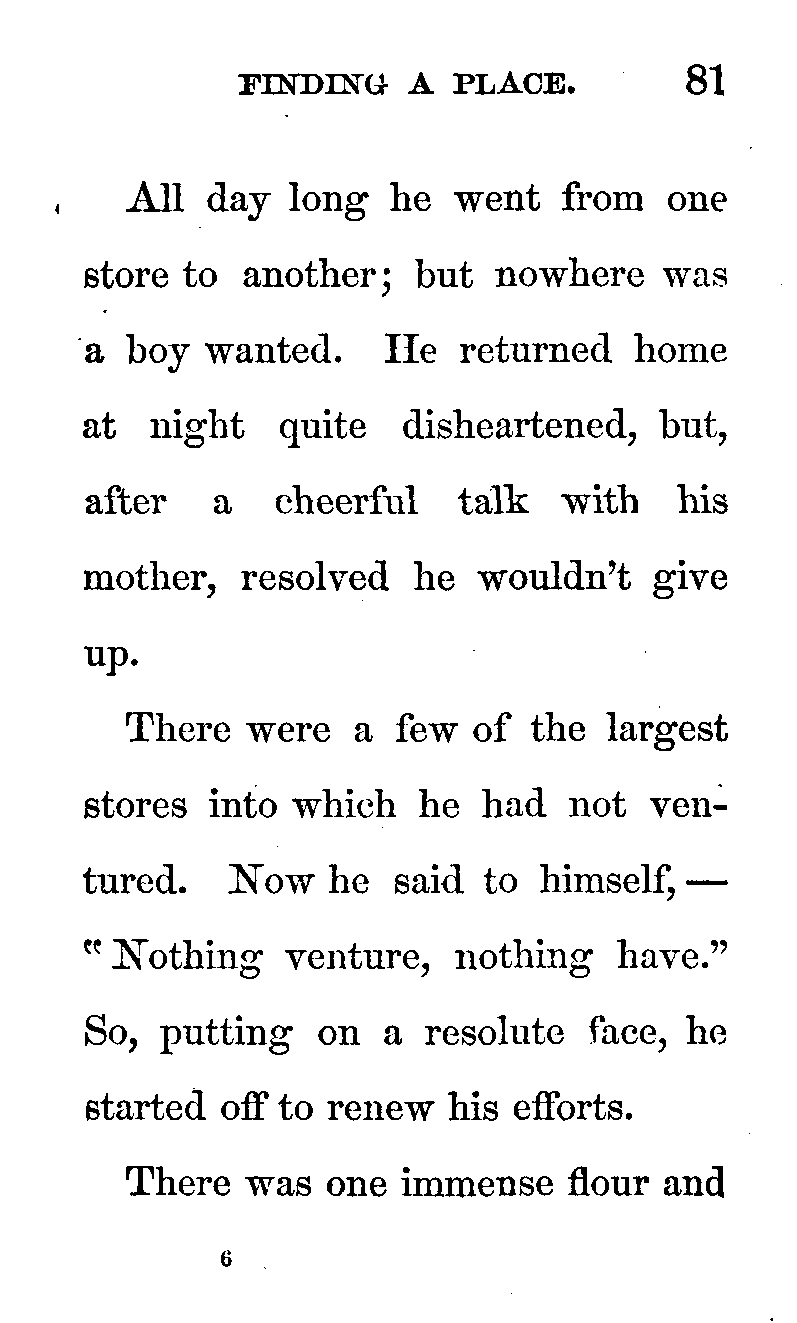 FINDING A PLACE. 81
All day long he went from one
store to another; but nowhere was
a boy wanted. He returned home
at night quite disheartened, but,
after a cheerful talk with his
mother, resolved he wouldn't give
up.
There were a few of the largest
stores into which he had not ven-
tured. Now he said to himself, —
"Nothing venture, nothing have."
So, putting on a resolute face, he
started off to renew his efforts.
There was one immense flour and
6